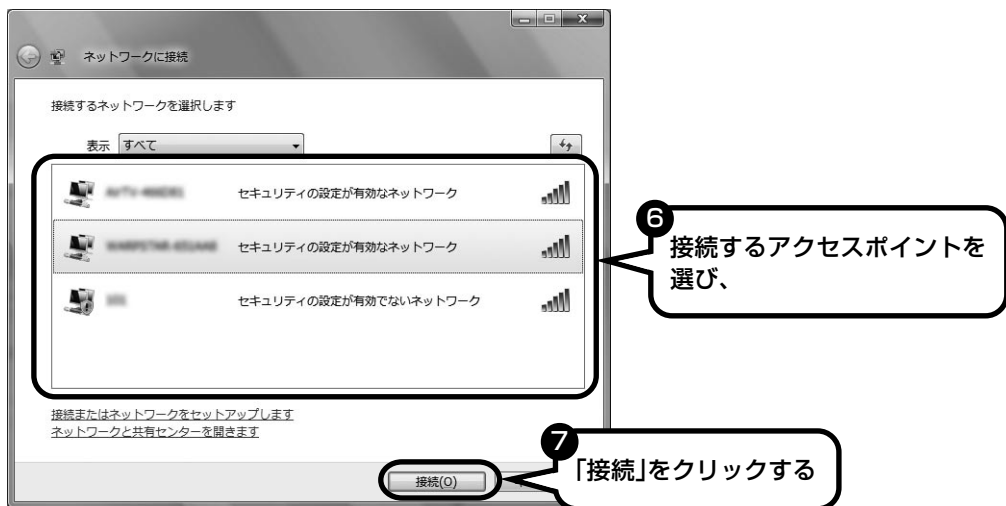 ネットワークに接続
接続するネットワークを選択します
表示 すべて
セキュリティの設定が有効なネットワーク
セキュリティの設定が有効なネットワーク
セキュリティの設定が有効でないネットワーク
❻
接続するアクセスポイントを
選び、
接続またはネットワークをセットアップします
ネットワークと共有センターを開きます
❼
「接続」をクリックする
接続(O)